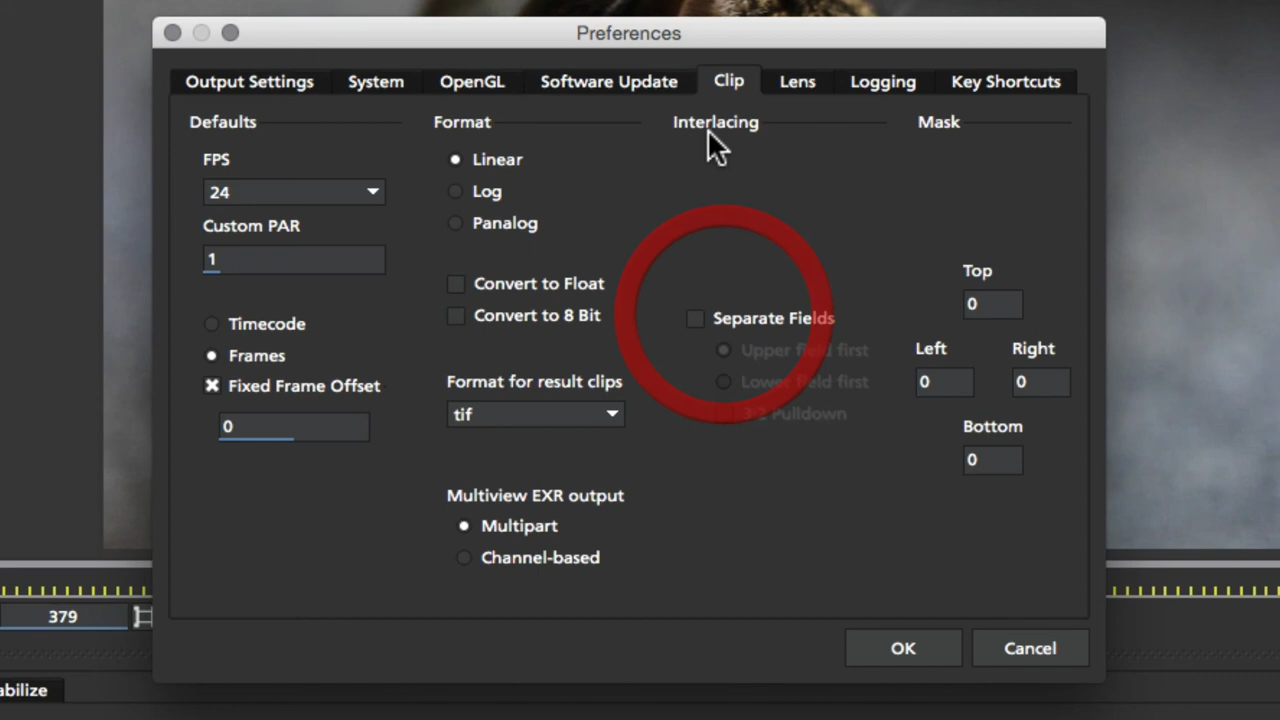 Preferences
Output Settings
System
OpenGL
Software Update
Clip
Lens
Logging
Key Shortcuts
Defaults
FPS
24
Custom PAR
1
Timecode
Frames
Fixed Frame Offset
0
Format
Linear
Log
Panalog
Convert to Float
Convert to 8 Bit
Format for result clips
tif
Multiview EXR output
Multipart
Channel-based
Interlacing
Separate Fields
Upper field first
Lower field first
3:2 Pulldown
Mask
Top
0
Left
Right
0
0
Bottom
0
OK
Cancel
379
abilize